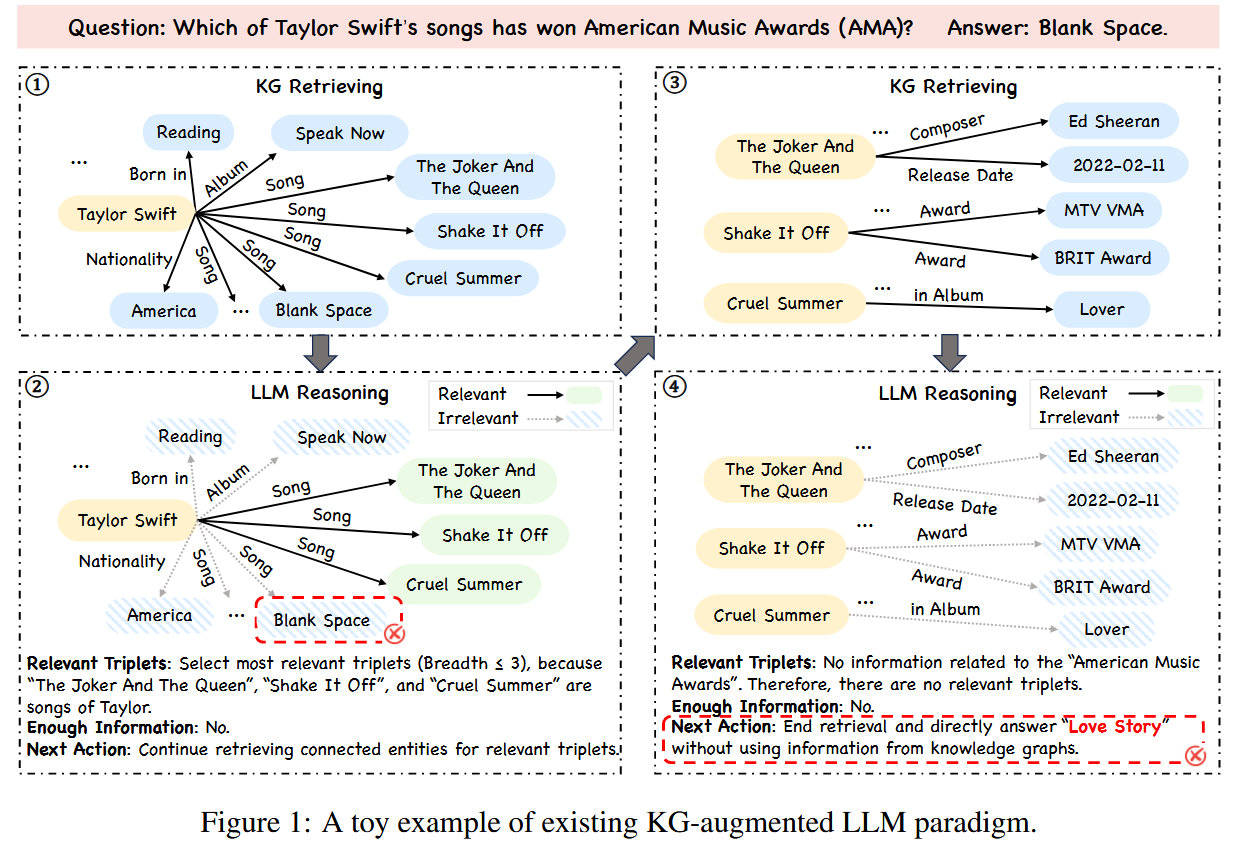 Question: Which of Taylor Swift's songs has won American Music Awards (AMA)? Answer: Blank Space.
①
KG Retrieving
Reading
Speak Now
...
Born in
Album
Song
The Joker And
The Queen
Taylor Swift
Song
Shake It Off
Nationality
Song
Song
Song
Cruel Summer
America
...
Blank Space
②
LLM Reasoning
Relevant
Irrelevant
Reading
Speak Now
...
Born in
Album
Song
The Joker And
The Queen
Taylor Swift
Song
Shake It Off
Nationality
Song
Song
Song
Cruel Summer
America
...
Blank Space
Relevant Triplets: Select most relevant triplets (Breadth ≤ 3), because
"The Joker And The Queen", "Shake It Off", and "Cruel Summer" are
songs of Taylor.
Enough Information: No.
Next Action: Continue retrieving connected entities for relevant triplets.
③
KG Retrieving
The Joker And
The Queen
...
Composer
Ed Sheeran
Release Date
2022-02-11
Shake It Off
...
Award
MTV VMA
Award
BRIT Award
Cruel Summer
...
in Album
Lover
④
LLM Reasoning
Relevant
Irrelevant
The Joker And
The Queen
...
Composer
Ed Sheeran
Release Date
2022-02-11
Shake It Off
...
Award
MTV VMA
Award
BRIT Award
Cruel Summer
...
in Album
Lover
Relevant Triplets: No information related to the "American Music
Awards". Therefore, there are no relevant triplets.
Enough Information: No.
Next Action: End retrieval and directly answer "Love Story"
without using information from knowledge graphs.
Figure 1: A toy example of existing KG-augmented LLM paradigm.